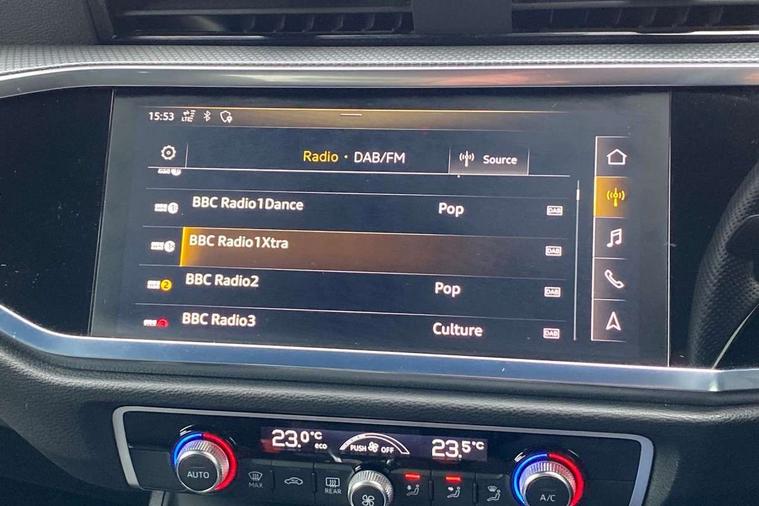 15:53 LTE
Radio • DAB/FM
Source
BBC Radio1Dance Pop DAB
BBC Radio1Xtra DAB
BBC Radio2 Pop DAB
BBC Radio3 Culture DAB
23.0°C eco PUSH OFF 23.5°C
AUTO MAX REAR A/C